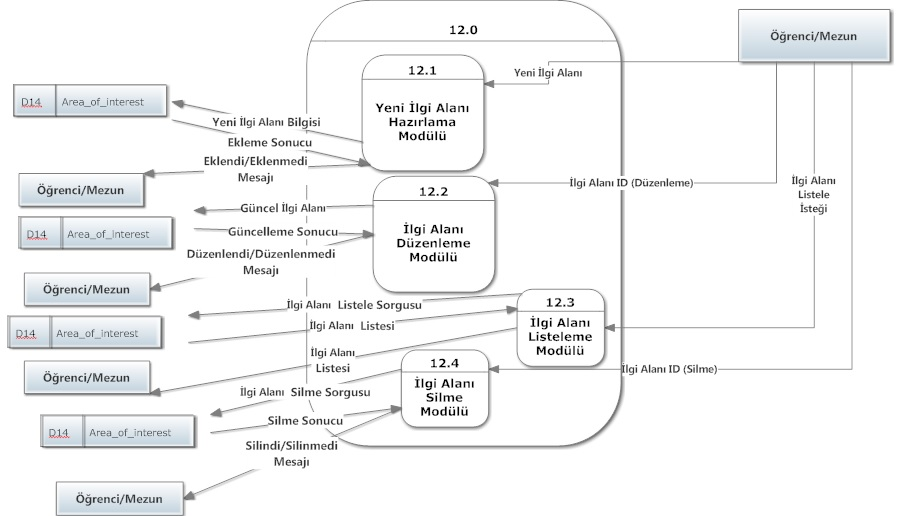 12.0
Öğrenci/Mezun
12.1
Yeni İlgi Alanı
Hazırlama
Modülü
Yeni İlgi Alanı
D14 Area_of_interest
Yeni İlgi Alanı Bilgisi
Ekleme Sonucu
Eklendi/Eklenmedi
Mesajı
Öğrenci/Mezun
12.2
İlgi Alanı
Düzenleme
Modülü
İlgi Alanı ID (Düzenleme)
İlgi Alanı
Listele
İsteği
D14 Area_of_interest
Güncel İlgi Alanı
Güncelleme Sonucu
Düzenlendi/Düzenlenmedi
Mesajı
Öğrenci/Mezun
12.3
İlgi Alanı
Listeleme
Modülü
İlgi Alanı Listele Sorgusu
D14 Area_of_interest
İlgi Alanı Listesi
İlgi Alanı
Listesi
Öğrenci/Mezun
12.4
İlgi Alanı
Silme
Modülü
İlgi Alanı ID (Silme)
İlgi Alanı Silme Sorgusu
D14 Area_of_interest
Silme Sonucu
Silindi/Silinmedi
Mesajı
Öğrenci/Mezun